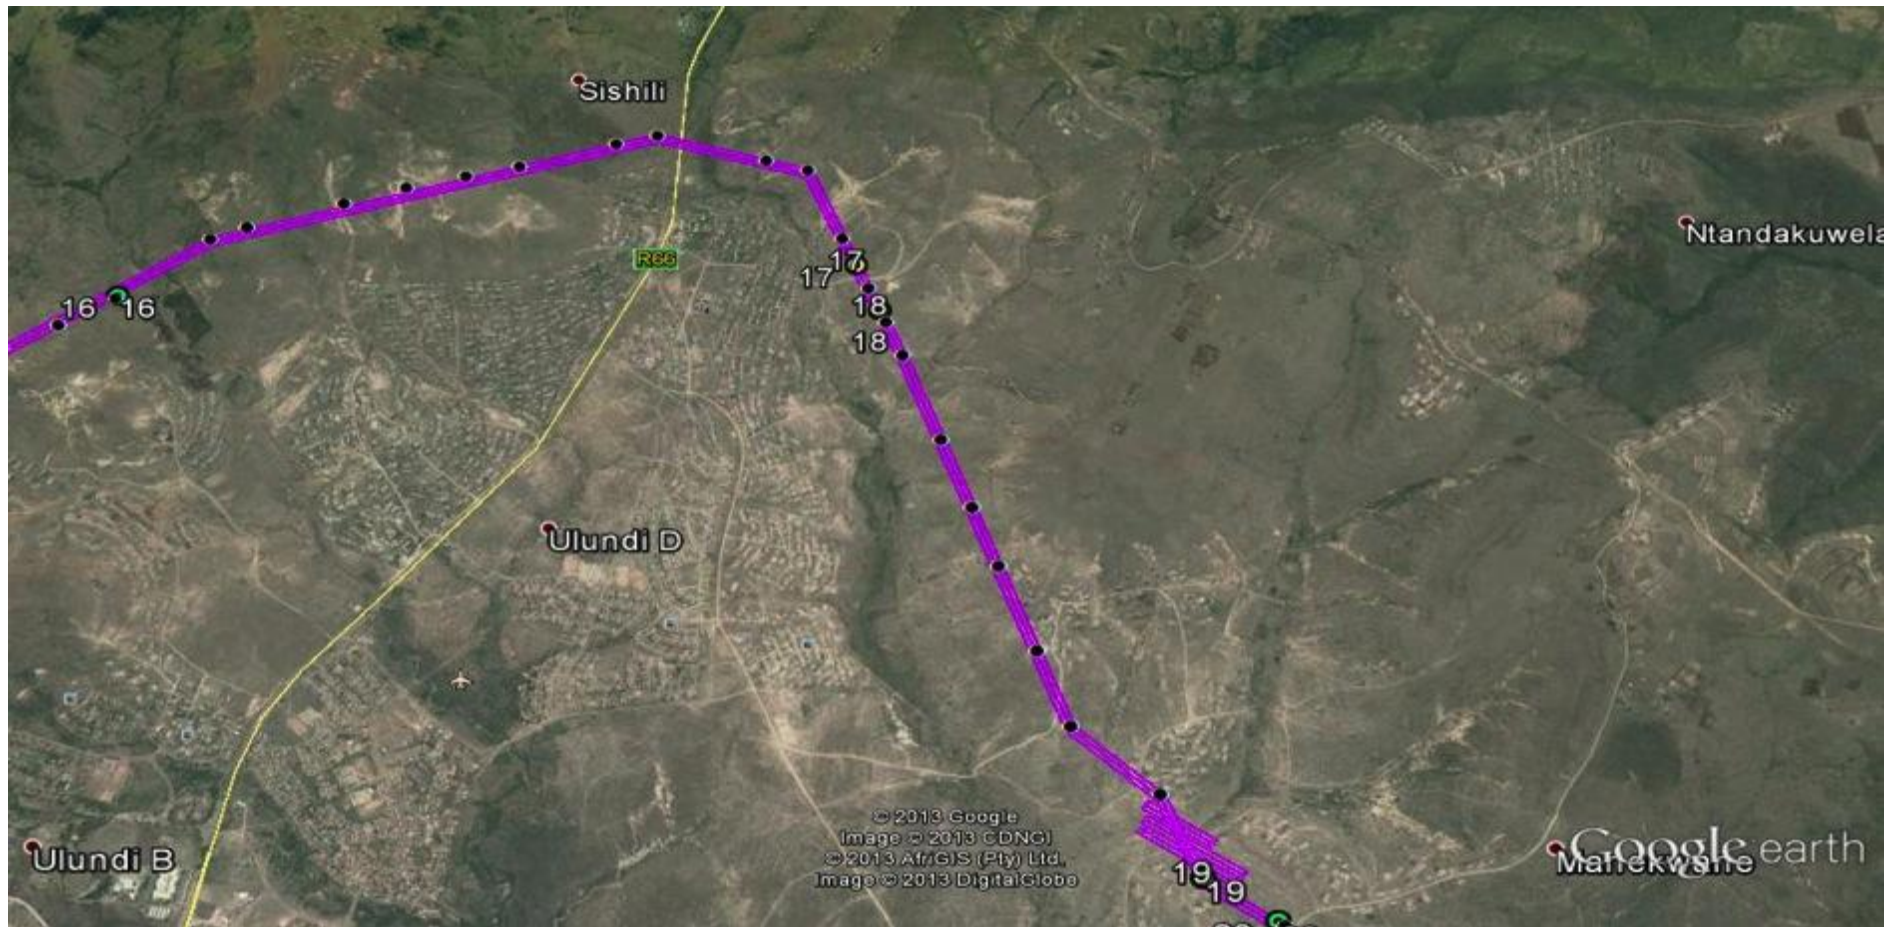 Sishili
Ntandakuwela
R66
17
17
16
16
18
18
Ulundi D
© 2013 Google
Image © 2013 CDNGI
© 2013 AfriGIS (Pty) Ltd.
Image © 2013 DigitalGlobe
Ulundi B
Google earth
Mahekwane
19
19